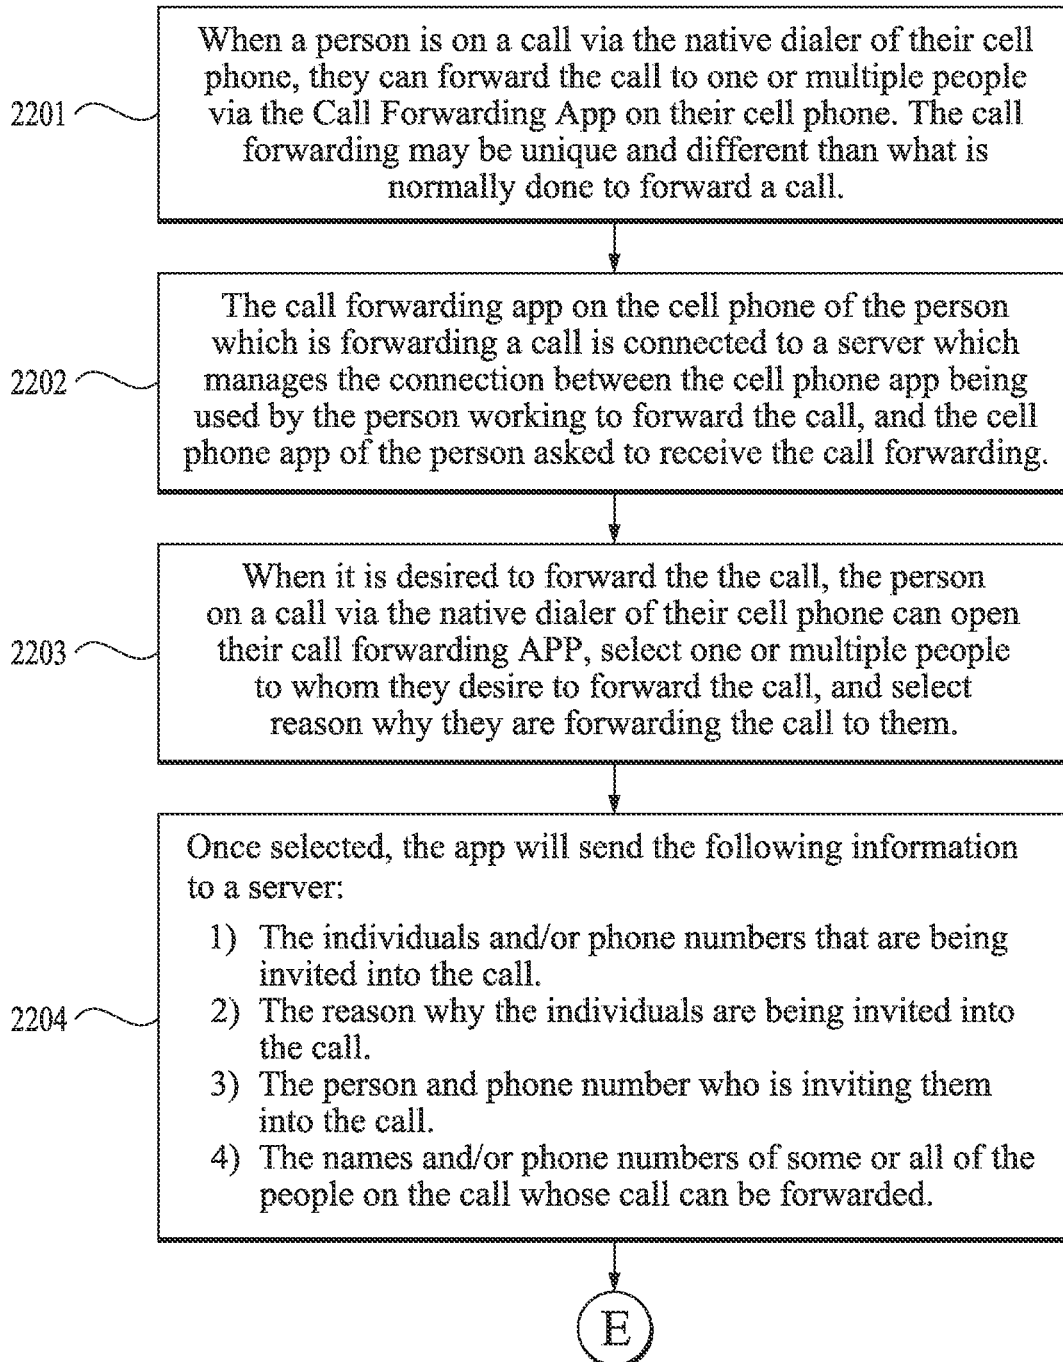 When a person is on a call via the native dialer of their cell
phone, they can forward the call to one or multiple people
2201
via the Call Forwarding App on their cell phone. The call
forwarding may be unique and different than what is
normally done to forward a call.
The call forwarding app on the cell phone of the person
which is forwarding a call is connected to a server which
2202
manages the connection between the cell phone app being
used by the person working to forward the call, and the cell
phone app of the person asked to receive the call forwarding.
When it is desired to forward the the call, the person
on a call via the native dialer of their cell phone can open
2203
their call forwarding APP, select one or multiple people
to whom they desire to forward the call, and select
reason why they are forwarding the call to them.
Once selected, the app will send the following information
to a server:
1) The individuals and/or phone numbers that are being
invited into the call.
2204
2) The reason why the individuals are being invited into
the call.
3) The person and phone number who is inviting them
into the call.
4) The names and/or phone numbers of some or all of the
people on the call whose call can be forwarded.
E